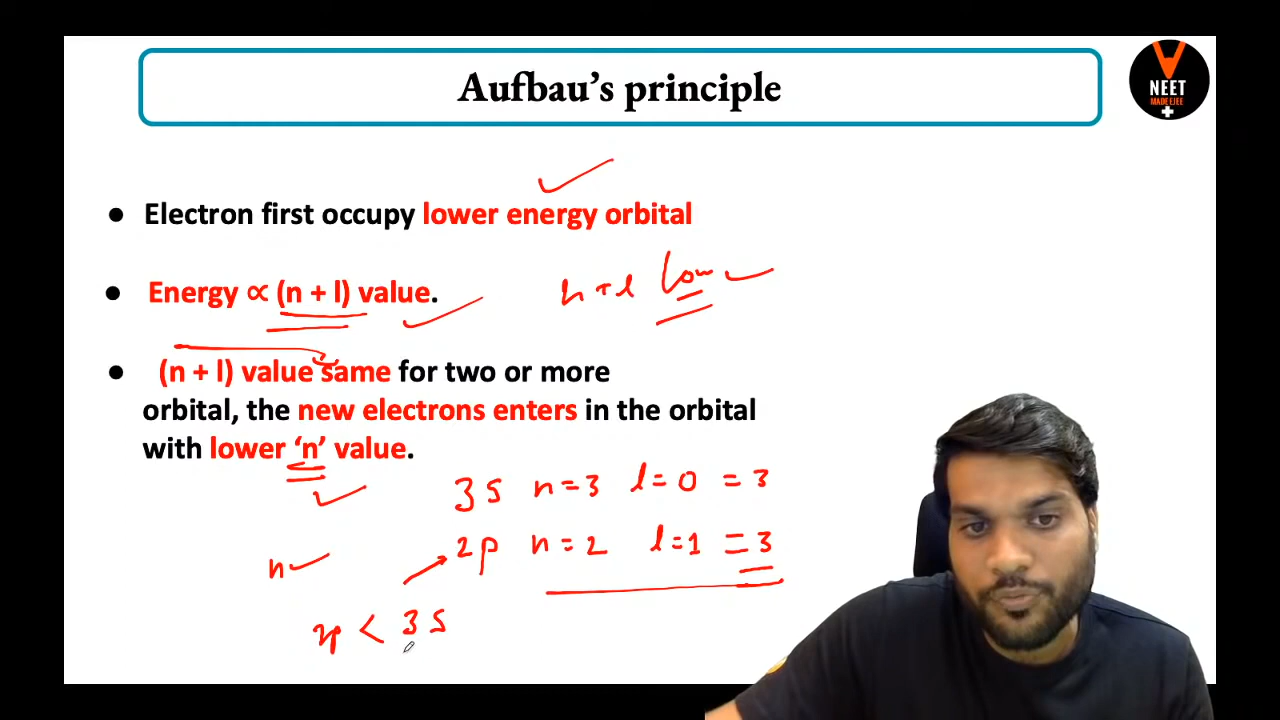 Aufbau's principle
NEET
MADE EJEE
● Electron first occupy lower energy orbital
● Energy ∝ (n + l) value.
n + l low
● (n + l) value same for two or more
orbital, the new electrons enters in the orbital
with lower ‘n’ value.
3s n = 3 l = 0 = 3
2p n = 2 l = 1 = 3
n
2p < 3s